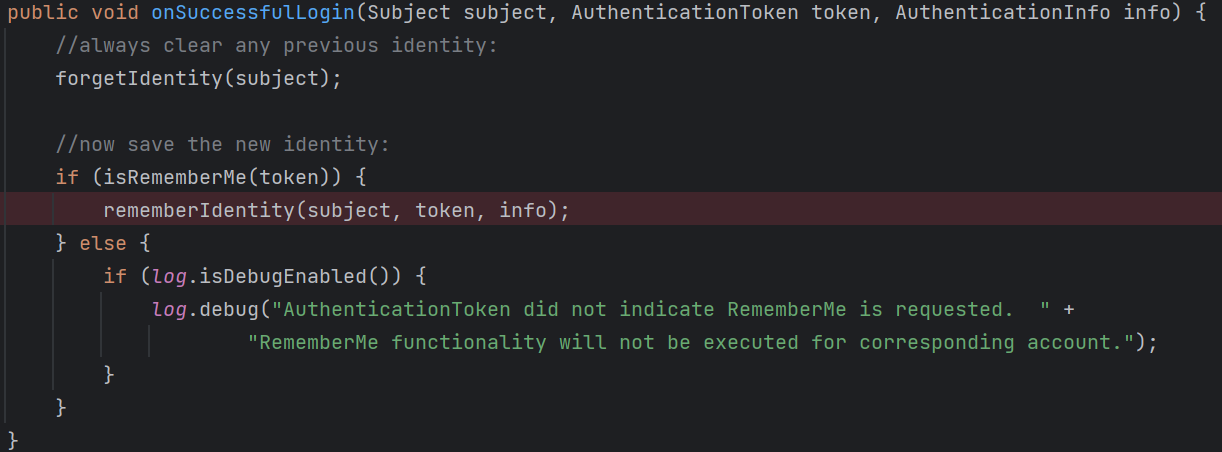 public void onSuccessfulLogin(Subject subject, AuthenticationToken token, AuthenticationInfo info) {
    //always clear any previous identity:
    forgetIdentity(subject);

    //now save the new identity:
    if (isRememberMe(token)) {
        rememberIdentity(subject, token, info);
    } else {
        if (log.isDebugEnabled()) {
            log.debug("AuthenticationToken did not indicate RememberMe is requested.  " +
                    "RememberMe functionality will not be executed for corresponding account.");
        }
    }
}